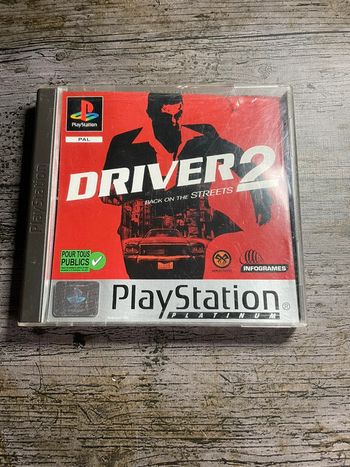 PlayStation
PAL
DRIVER 2
BACK ON THE STREETS
POUR TOUS
PUBLICS
INFOGRAMES
PlayStation®
PLATINUM
PlayStation